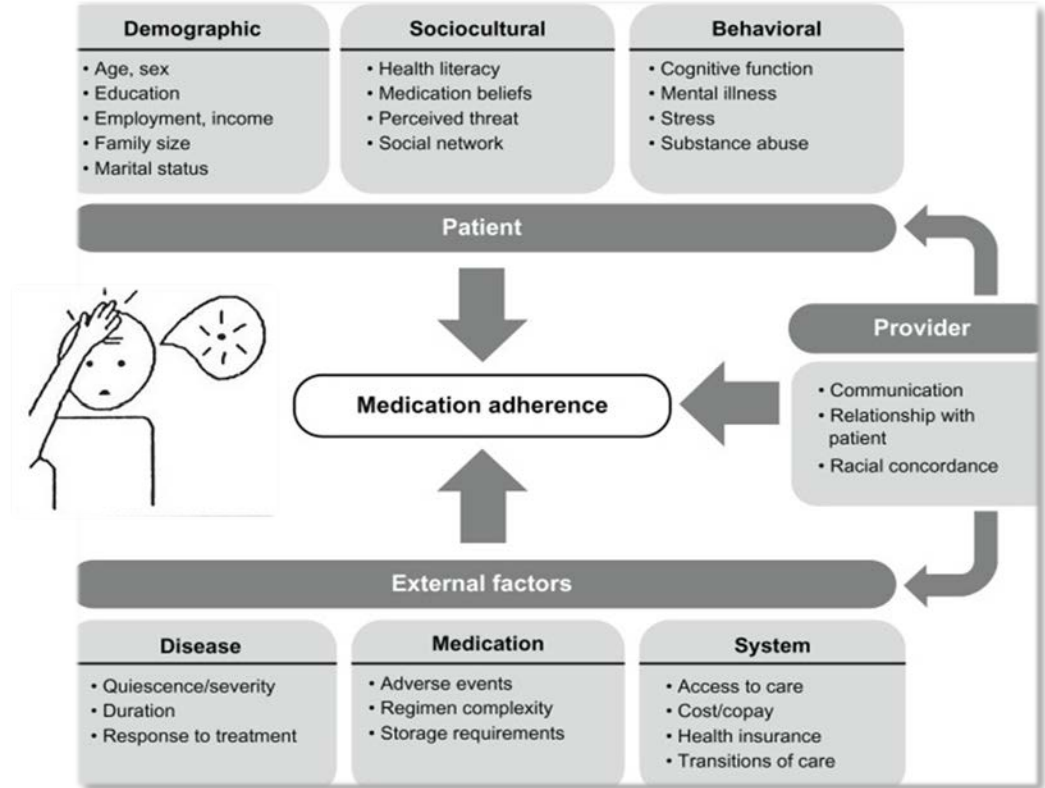 Demographic
• Age, sex
• Education
• Employment, income
• Family size
• Marital status
Sociocultural
• Health literacy
• Medication beliefs
• Perceived threat
• Social network
Behavioral
• Cognitive function
• Mental illness
• Stress
• Substance abuse
Patient
Provider
• Communication
• Relationship with
patient
• Racial concordance
Medication adherence
External factors
Disease
• Quiescence/severity
• Duration
• Response to treatment
Medication
• Adverse events
• Regimen complexity
• Storage requirements
System
• Access to care
• Cost/copay
• Health insurance
• Transitions of care